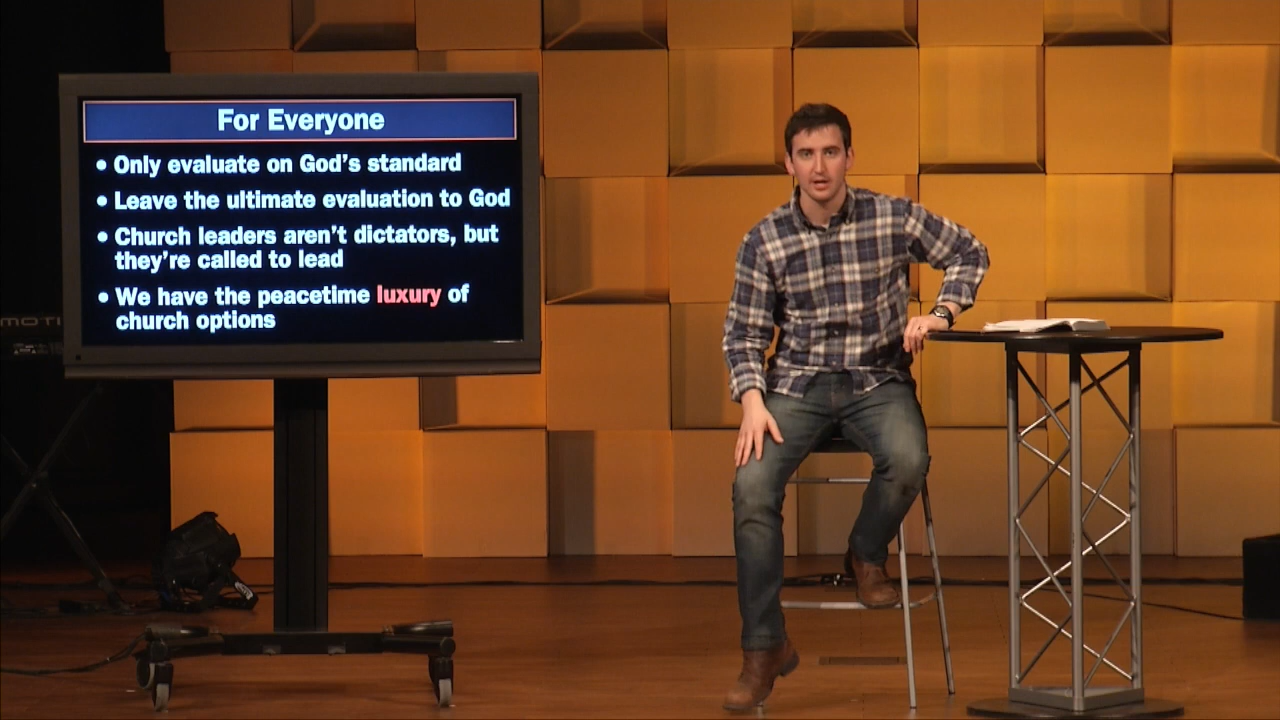 For Everyone
• Only evaluate on God's standard
• Leave the ultimate evaluation to God
• Church leaders aren't dictators, but
they're called to lead
• We have the peacetime luxury of
church options
MOTI